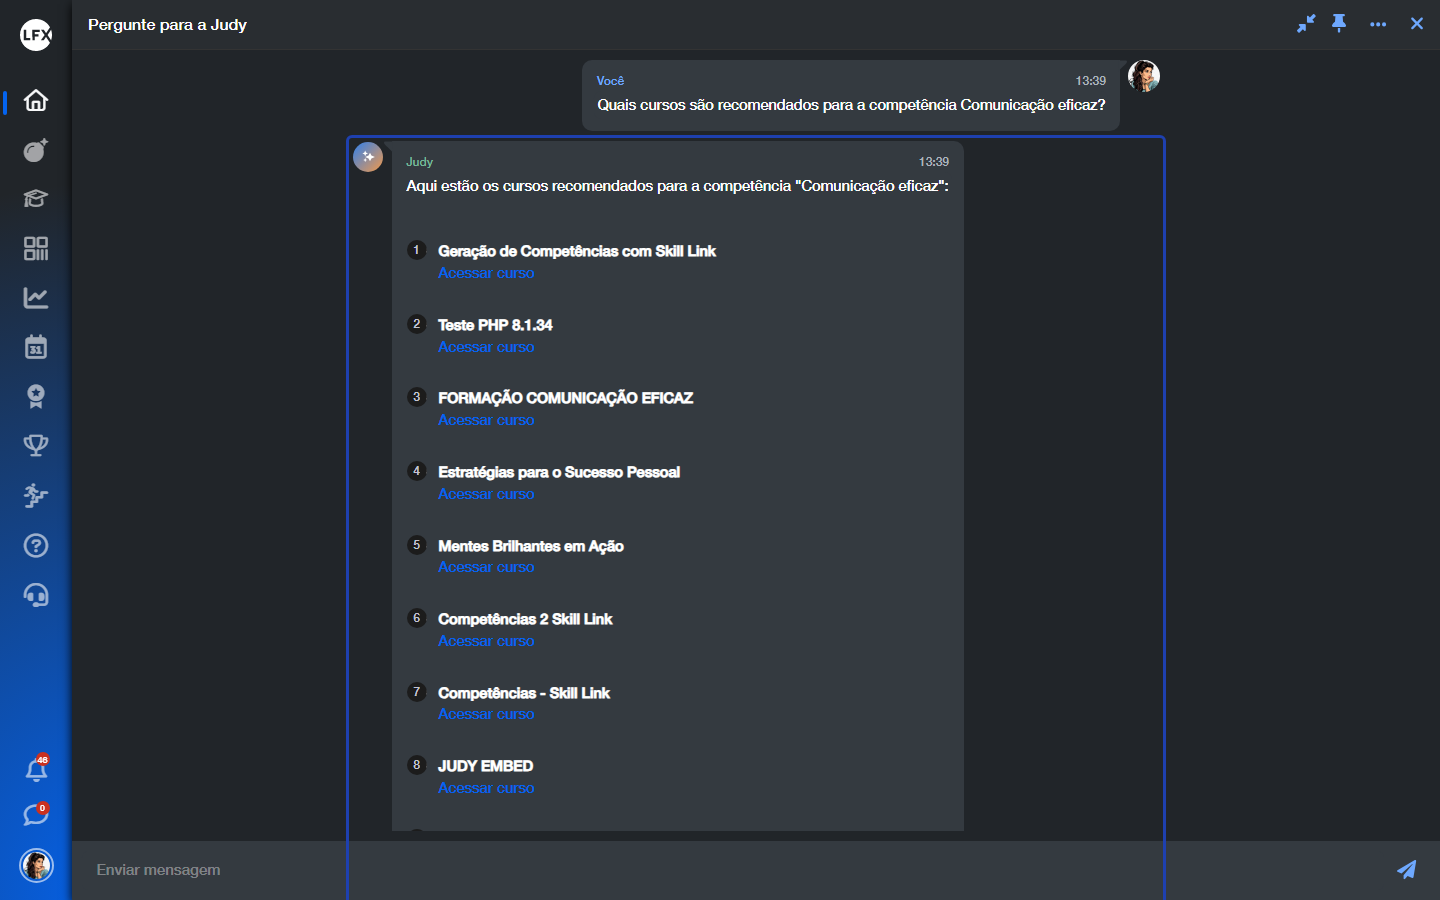 LFX
Pergunte para a Judy
Você 13:39
Quais cursos são recomendados para a competência Comunicação eficaz?
Judy 13:39
Aqui estão os cursos recomendados para a competência "Comunicação eficaz":
1 Geração de Competências com Skill Link
Acessar curso
2 Teste PHP 8.1.34
Acessar curso
3 FORMAÇÃO COMUNICAÇÃO EFICAZ
Acessar curso
4 Estratégias para o Sucesso Pessoal
Acessar curso
5 Mentes Brilhantes em Ação
Acessar curso
6 Competências 2 Skill Link
Acessar curso
7 Competências - Skill Link
Acessar curso
8 JUDY EMBED
Acessar curso
31
46
0
Enviar mensagem